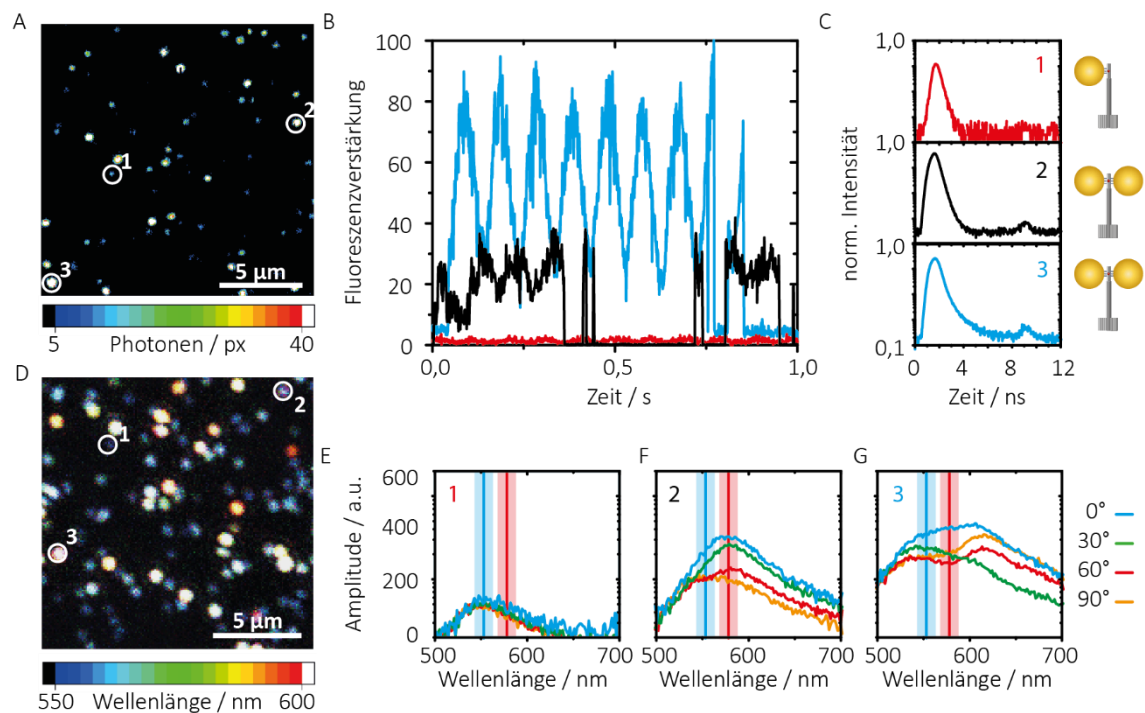 A
1
2
3
5 µm
5
Photonen / px
40
B
Fluoreszenzverstärkung
100
80
60
40
20
0
0,0
0,5
1,0
Zeit / s
C
norm. Intensität
1,0
1
1,0
2
1,0
3
0,1
0
4
8
12
Zeit / ns
D
1
2
3
5 µm
550
Wellenlänge / nm
600
E
Amplitude / a.u.
600
400
200
0
1
500
600
700
Wellenlänge / nm
F
2
500
600
700
Wellenlänge / nm
G
3
500
600
700
Wellenlänge / nm
0°
30°
60°
90°